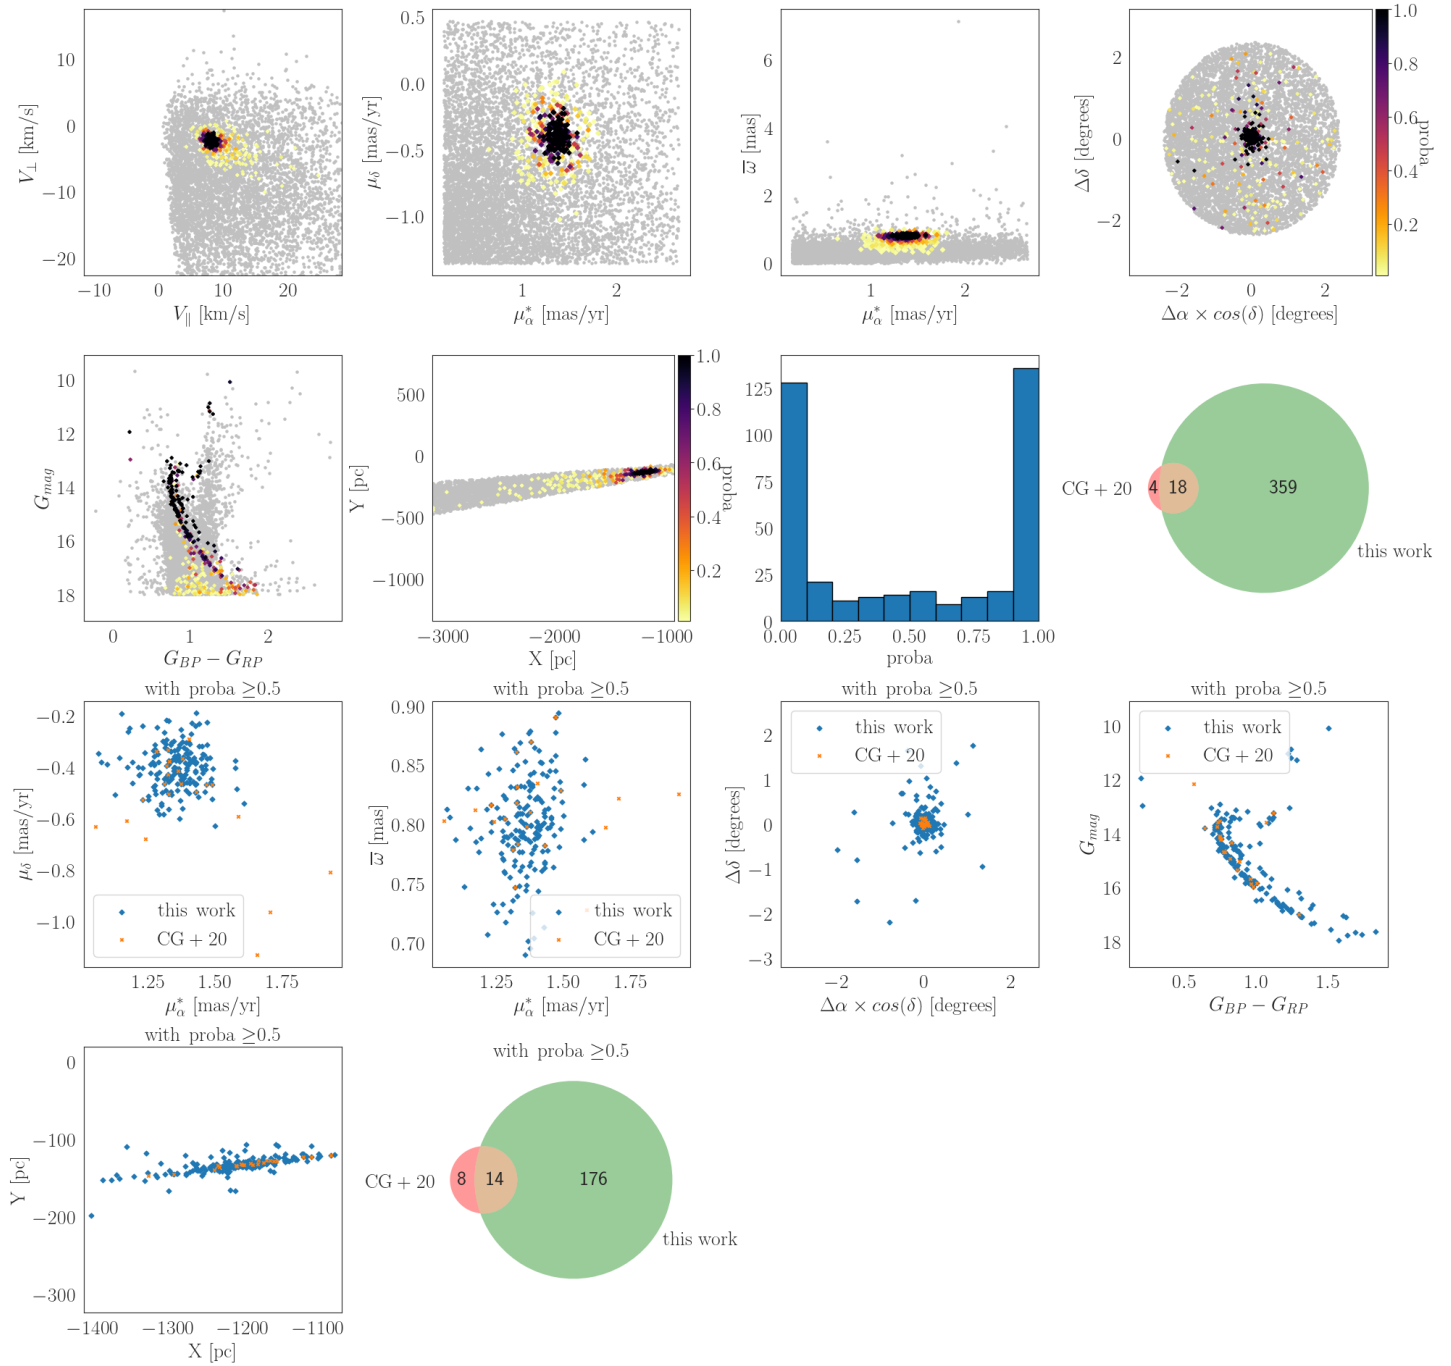 10
0
−10
−20
V⊥ [km/s]
−10 0 10 20
V∥ [km/s]
0.5
0.0
−0.5
−1.0
μδ [mas/yr]
1 2
μ*α [mas/yr]
6
4
2
0
ϖ [mas]
1 2
μ*α [mas/yr]
2
0
−2
Δδ [degrees]
−2 0 2
Δα × cos(δ) [degrees]
1.0
0.8
0.6
0.4
0.2
proba
10
12
14
16
18
Gmag
0 1 2
GBP − GRP
500
0
−500
−1000
Y [pc]
−3000 −2000 −1000
X [pc]
1.0
0.8
0.6
0.4
0.2
proba
125
100
75
50
25
0
0.00 0.25 0.50 0.75 1.00
proba
CG + 20 4 18 359
this work
with proba ≥0.5
−0.2
−0.4
−0.6
−0.8
−1.0
μδ [mas/yr]
this work
CG + 20
1.25 1.50 1.75
μ*α [mas/yr]
with proba ≥0.5
0.90
0.85
0.80
0.75
0.70
ϖ [mas]
this work
CG + 20
1.25 1.50 1.75
μ*α [mas/yr]
with proba ≥0.5
this work
CG + 20
2
1
0
−1
−2
−3
Δδ [degrees]
−2 0 2
Δα × cos(δ) [degrees]
with proba ≥0.5
this work
CG + 20
10
12
14
16
18
Gmag
0.5 1.0 1.5
GBP − GRP
with proba ≥0.5
0
−100
−200
−300
Y [pc]
−1400 −1300 −1200 −1100
X [pc]
with proba ≥0.5
CG + 20 8 14 176
this work